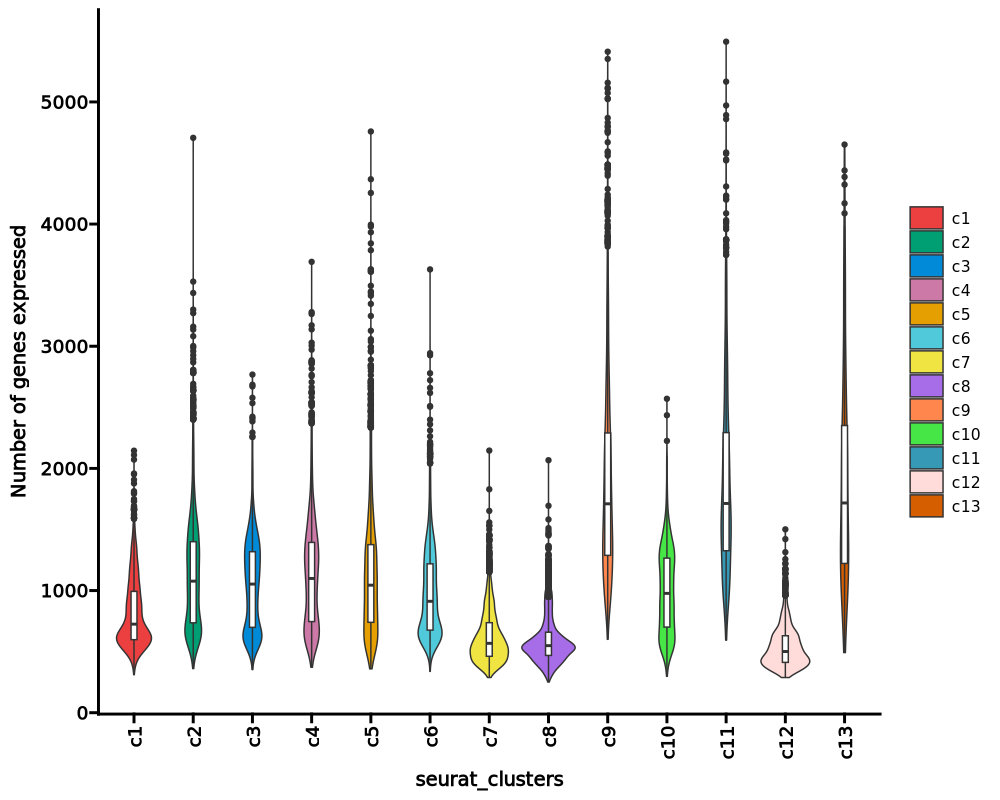 Number of genes expressed
5000
4000
3000
2000
1000
0
c1
c2
c3
c4
c5
c6
c7
c8
c9
c10
c11
c12
c13
seurat_clusters
c1
c2
c3
c4
c5
c6
c7
c8
c9
c10
c11
c12
c13